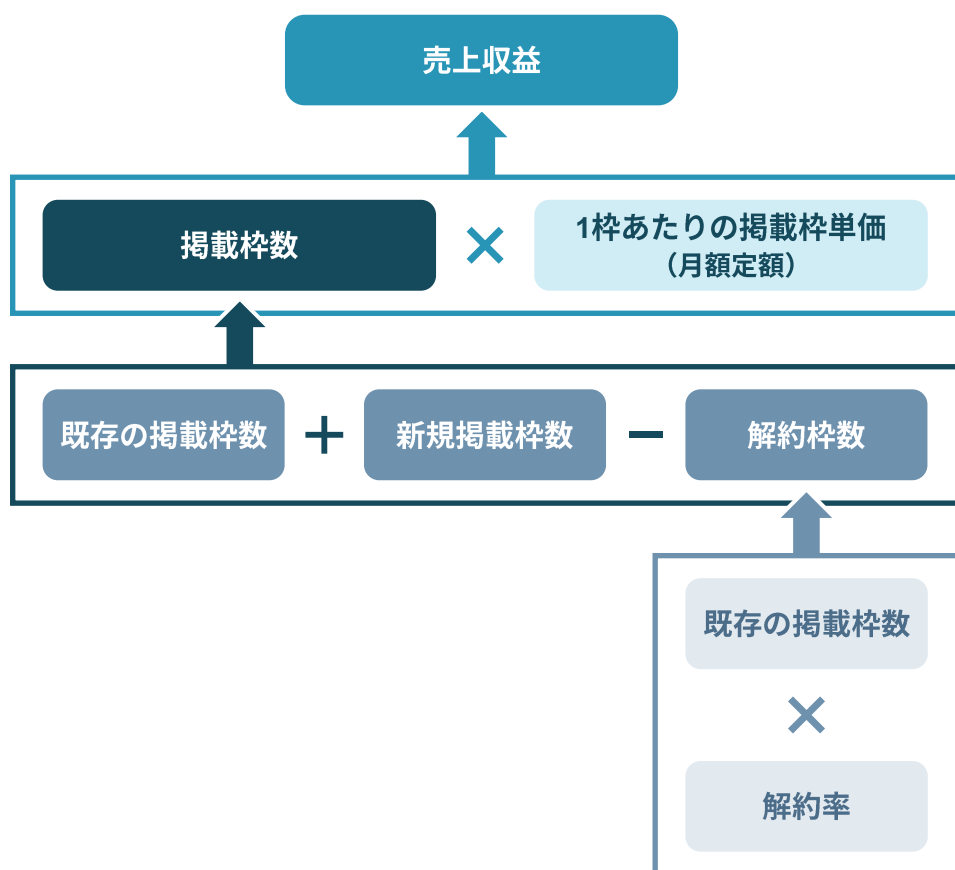 売上収益
掲載枠数
×
1枠あたりの掲載枠単価
（月額定額）
既存の掲載枠数
+
新規掲載枠数
−
解約枠数
既存の掲載枠数
×
解約率